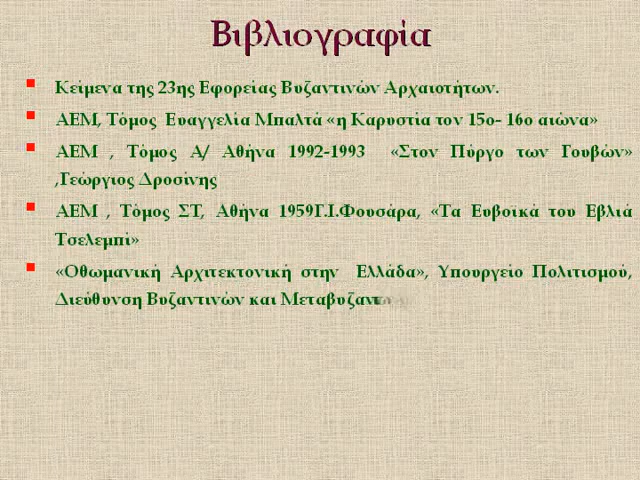 Βιβλιογραφία
Κείμενα της 23ης Εφορείας Βυζαντινών Αρχαιοτήτων.
ΑΕΜ, Τόμος Ευαγγελία Μπαλτά «η Καρυστία τον 15ο- 16ο αιώνα»
ΑΕΜ , Τόμος Α/ Αθήνα 1992-1993 «Στον Πύργο των Γουβών»
,Γεώργιος Δροσίνης
ΑΕΜ , Τόμος ΣΤ, Αθήνα 1959Γ.Ι.Φουσάρα, «Τα Ευβοϊκά του Εβλιά
Τσελεμπί»
«Οθωμανική Αρχιτεκτονική στην Ελλάδα», Υπουργείο Πολιτισμού,
Διεύθυνση Βυζαντινών και